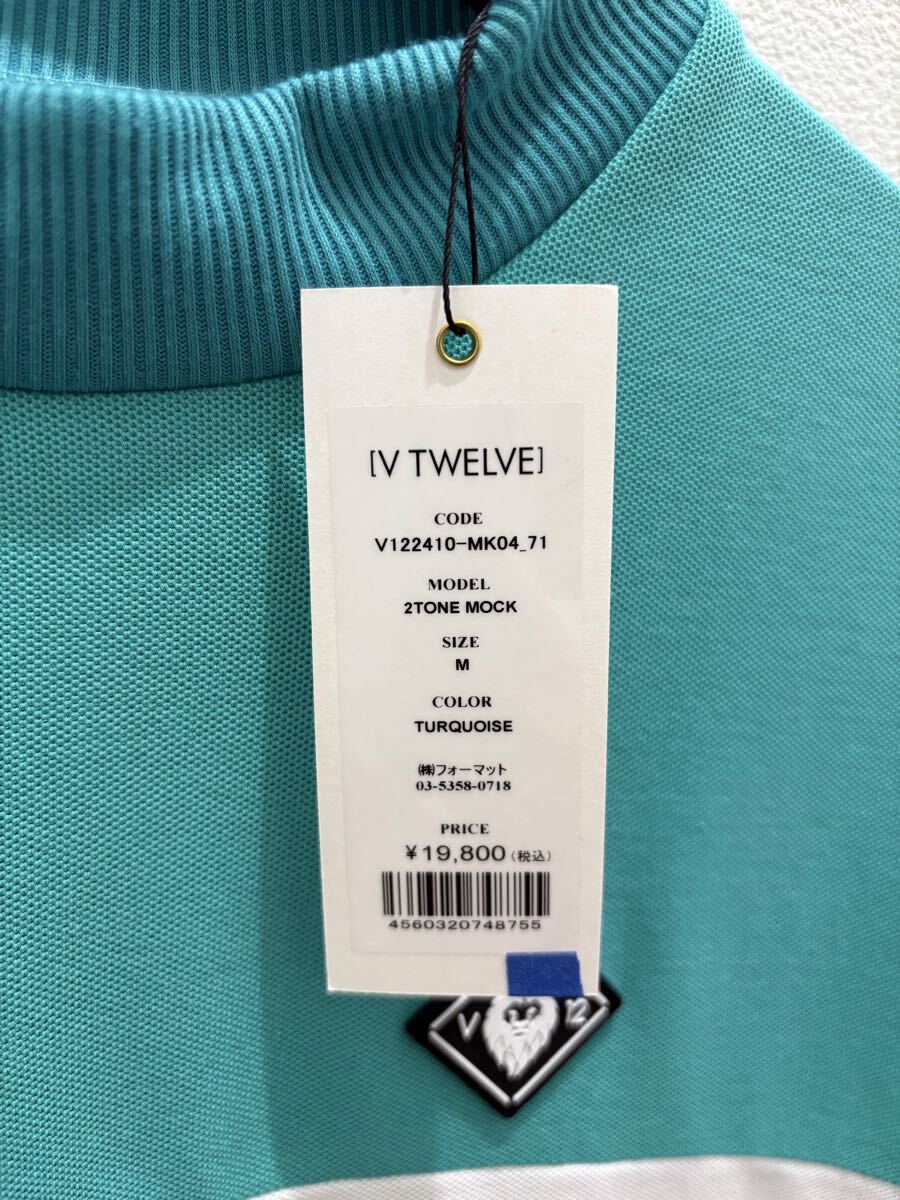 [V TWELVE]
CODE
V122410-MK04_71
MODEL
2TONE MOCK
SIZE
M
COLOR
TURQUOISE
㈱フォーマット
03-5358-0718
PRICE
¥19,800(税込)
4560320748755
V 12